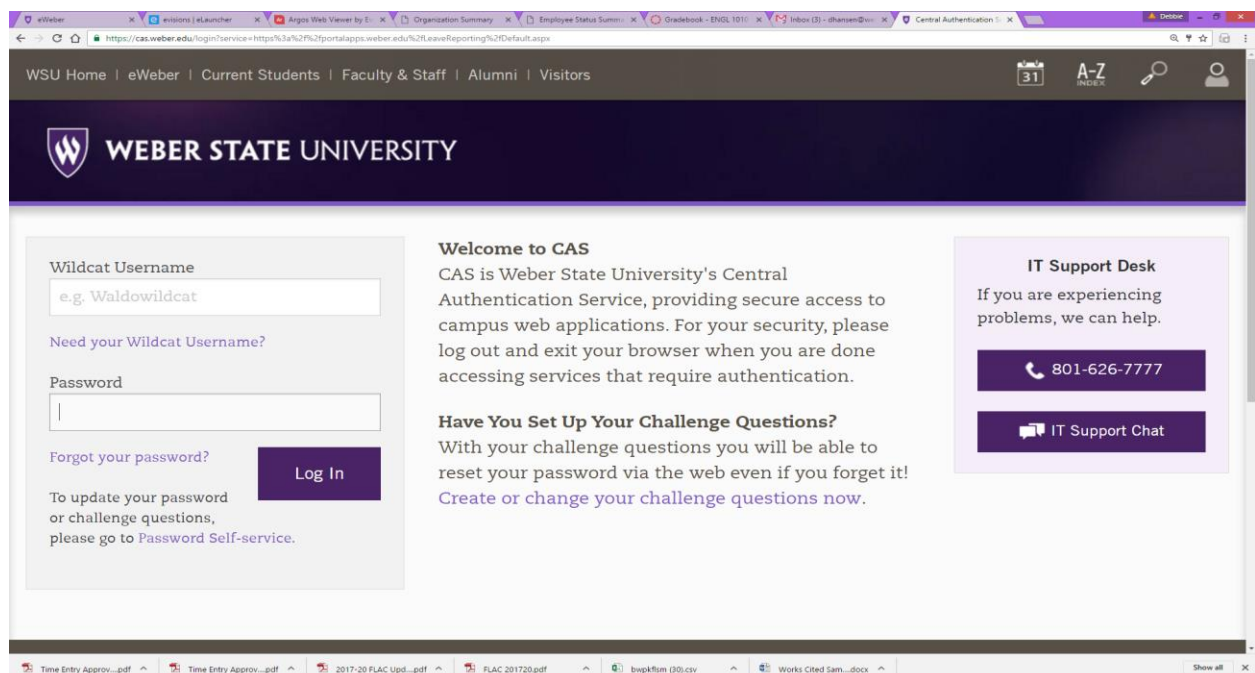 eWeber
evisions | eLauncher
Argos Web Viewer by
Organization Summary
Employee Status Summ
Gradebook - ENGL 1010
Inbox (3) - dhansen@w
Central Authentication S
Debbie
https://cas.weber.edu/login?service=https%3a%2f%2fportalapps.weber.edu%2fLeaveReporting%2fDefault.aspx
WSU Home | eWeber | Current Students | Faculty & Staff | Alumni | Visitors
31
A-Z
INDEX
WEBER STATE UNIVERSITY
Wildcat Username
e.g. Waldowildcat
Need your Wildcat Username?
Password
Forgot your password?
Log In
To update your password
or challenge questions,
please go to Password Self-service.
Welcome to CAS
CAS is Weber State University's Central
Authentication Service, providing secure access to
campus web applications. For your security, please
log out and exit your browser when you are done
accessing services that require authentication.
Have You Set Up Your Challenge Questions?
With your challenge questions you will be able to
reset your password via the web even if you forget it!
Create or change your challenge questions now.
IT Support Desk
If you are experiencing
problems, we can help.
801-626-7777
IT Support Chat
Time Entry Approv....pdf
Time Entry Approv....pdf
2017-20 FLAC Upd....pdf
FLAC 201720.pdf
bwpkflsm (30).csv
Works Cited Sam....docx
Show all